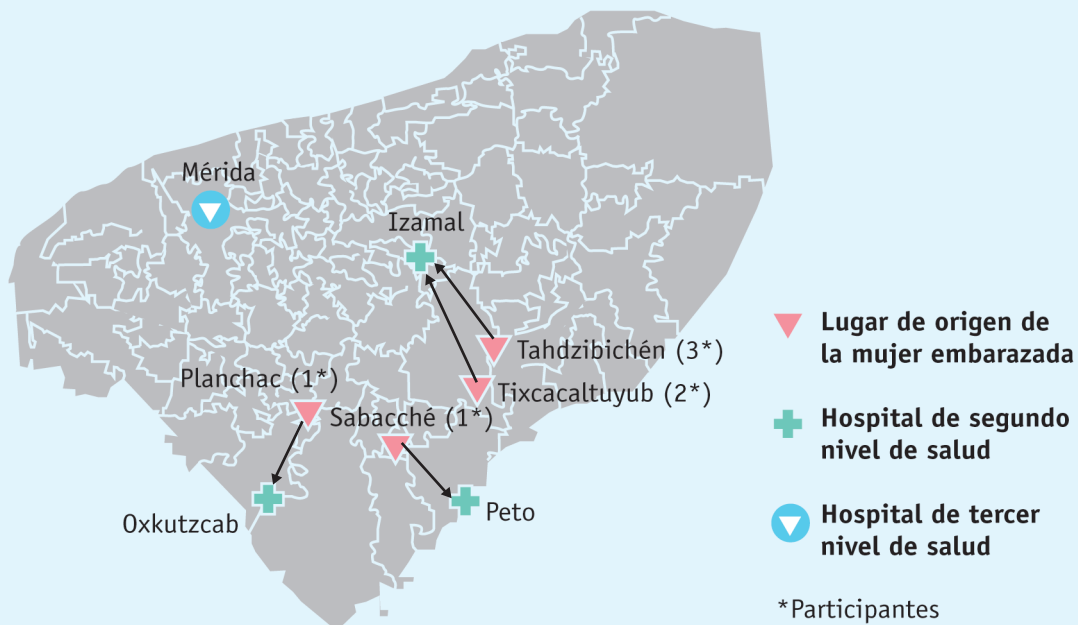 Mérida
Izamal
Tahdzibichén (3*)
Planchac (1*)
Tixcacaltuyub (2*)
Sabacché (1*)
Oxkutzcab
Peto
Lugar de origen de
la mujer embarazada
Hospital de segundo
nivel de salud
Hospital de tercer
nivel de salud
*Participantes